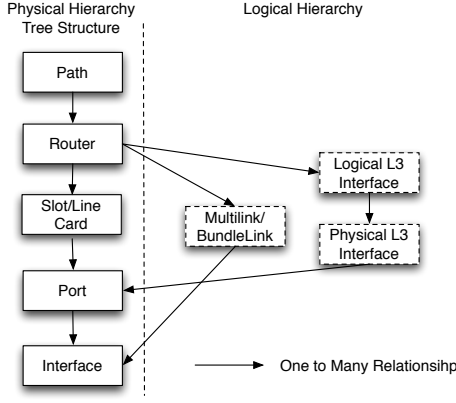 Physical Hierarchy
Tree Structure
Logical Hierarchy
Path
Router
Slot/Line
Card
Port
Interface
Multilink/
BundleLink
Logical L3
Interface
Physical L3
Interface
One to Many Relationsihp